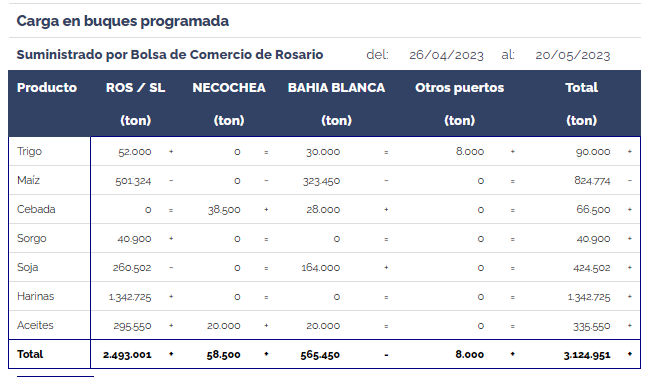 Carga en buques programada
Suministrado por Bolsa de Comercio de Rosario del: 26/04/2023 al: 20/05/2023
Producto ROS / SL NECOCHEA BAHIA BLANCA Otros puertos Total
(ton) (ton) (ton) (ton) (ton)
Trigo 52.000 + 0 = 30.000 = 8.000 + 90.000 +
Maíz 501.324 - 0 - 323.450 - 0 = 824.774 -
Cebada 0 = 38.500 + 28.000 + 0 = 66.500 +
Sorgo 40.900 + 0 = 0 = 0 = 40.900 +
Soja 260.502 - 0 = 164.000 + 0 = 424.502 +
Harinas 1.342.725 + 0 = 0 = 0 = 1.342.725 +
Aceites 295.550 + 20.000 + 20.000 = 0 = 335.550 +
Total 2.493.001 + 58.500 + 565.450 - 8.000 + 3.124.951 +